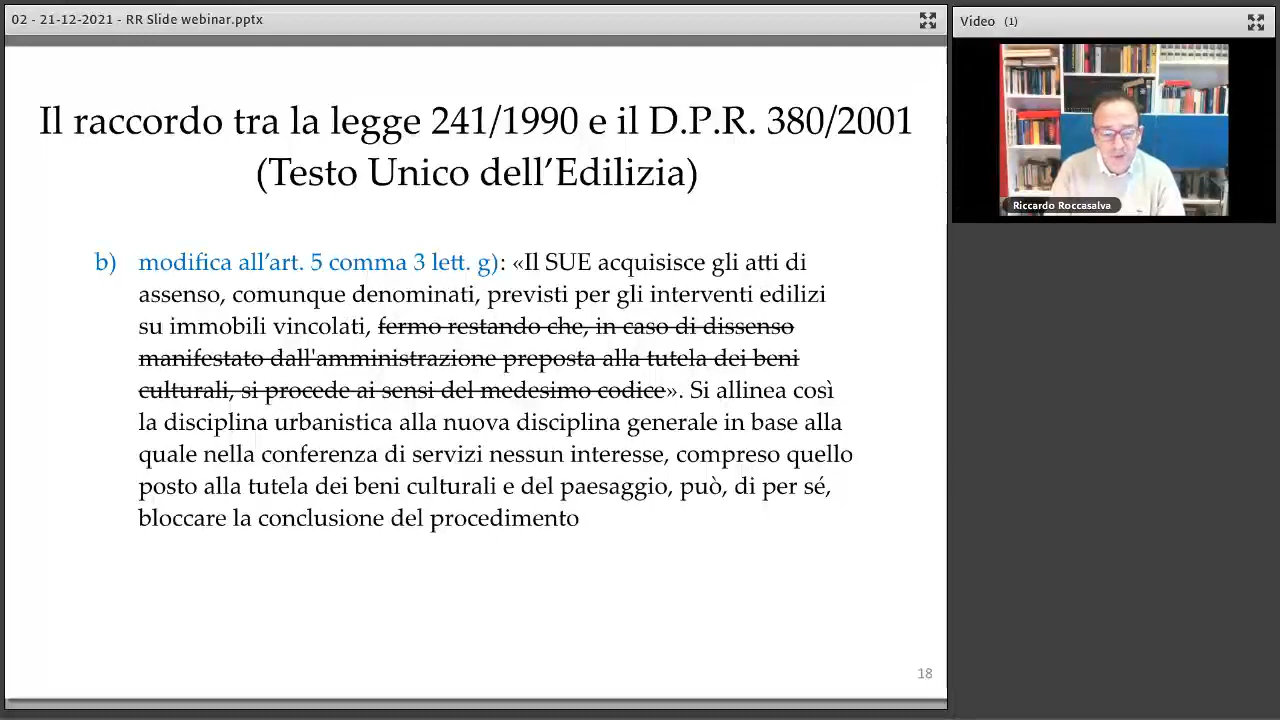 02 - 21-12-2021 - RR Slide webinar.pptx
Video (1)
Il raccordo tra la legge 241/1990 e il D.P.R. 380/2001
(Testo Unico dell’Edilizia)
b) modifica all’art. 5 comma 3 lett. g): «Il SUE acquisisce gli atti di
assenso, comunque denominati, previsti per gli interventi edilizi
su immobili vincolati, fermo restando che, in caso di dissenso
manifestato dall'amministrazione preposta alla tutela dei beni
culturali, si procede ai sensi del medesimo codice». Si allinea così
la disciplina urbanistica alla nuova disciplina generale in base alla
quale nella conferenza di servizi nessun interesse, compreso quello
posto alla tutela dei beni culturali e del paesaggio, può, di per sé,
bloccare la conclusione del procedimento
18
Riccardo Roccasalva